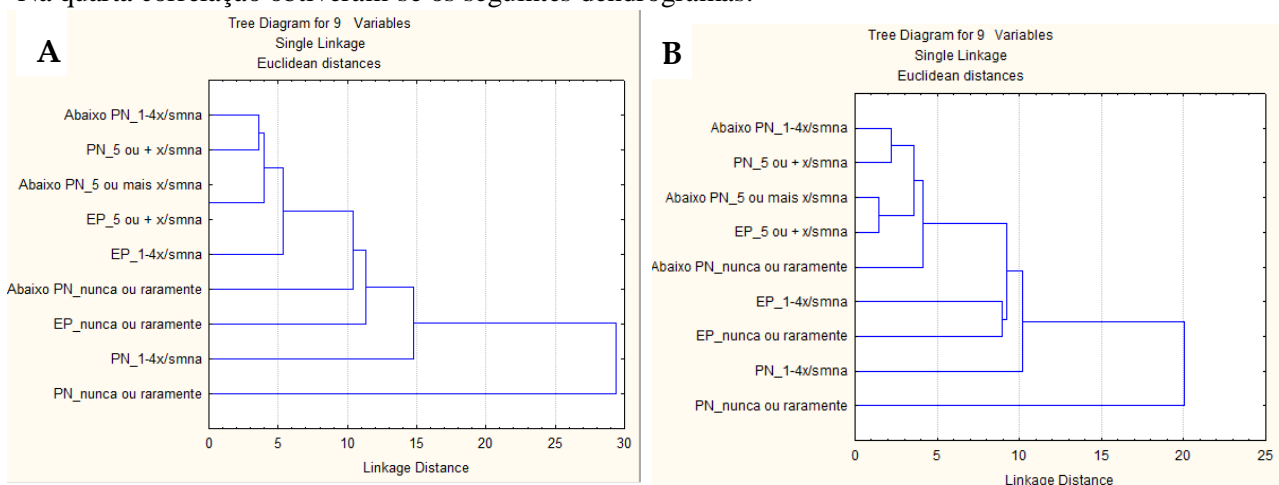 Na quarta correlação obtiveram-se os seguintes dendrogramas:
A
Tree Diagram for 9 Variables
Single Linkage
Euclidean distances
Abaixo PN_1-4x/smna
PN_5 ou + x/smna
Abaixo PN_5 ou mais x/smna
EP_5 ou + x/smna
EP_1-4x/smna
Abaixo PN_nunca ou raramente
EP_nunca ou raramente
PN_1-4x/smna
PN_nunca ou raramente
0 5 10 15 20 25 30
Linkage Distance
B
Tree Diagram for 9 Variables
Single Linkage
Euclidean distances
Abaixo PN_1-4x/smna
PN_5 ou + x/smna
Abaixo PN_5 ou mais x/smna
EP_5 ou + x/smna
Abaixo PN_nunca ou raramente
EP_1-4x/smna
EP_nunca ou raramente
PN_1-4x/smna
PN_nunca ou raramente
0 5 10 15 20 25
Linkage Distance